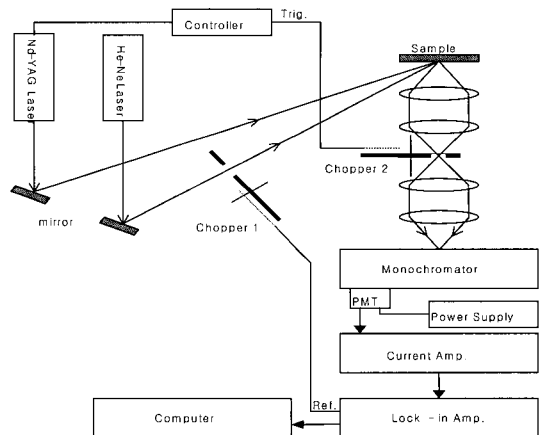 Trig.
Controller
Nd-YAG Laser
He-NeLaser
Sample
Chopper 2
mirror
Chopper 1
Monochromator
PMT
Power Supply
Current Amp.
Ref.
Computer
Lock -in Amp.